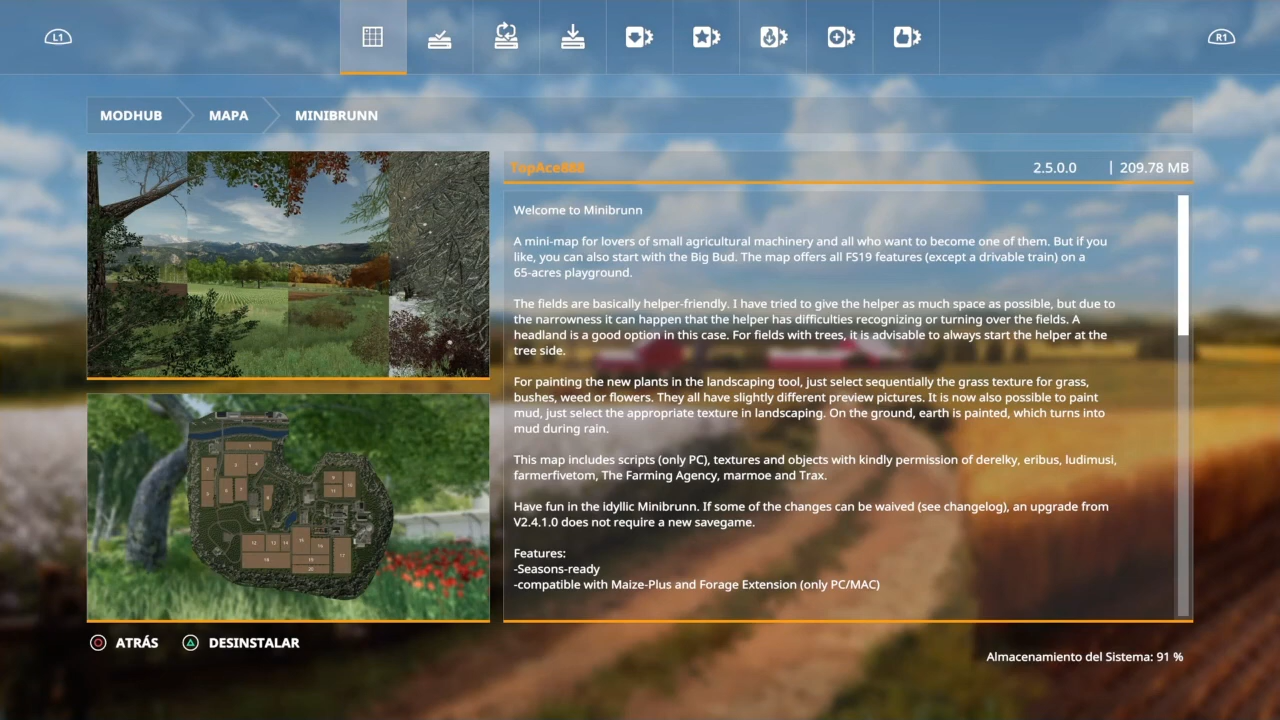 L1
R1
MODHUB
MAPA
MINIBRUNN
TopAce888
2.5.0.0
| 209.78 MB
Welcome to Minibrunn
A mini-map for lovers of small agricultural machinery and all who want to become one of them. But if you
like, you can also start with the Big Bud. The map offers all FS19 features (except a drivable train) on a
65-acres playground.
The fields are basically helper-friendly. I have tried to give the helper as much space as possible, but due to
the narrowness it can happen that the helper has difficulties recognizing or turning over the fields. A
headland is a good option in this case. For fields with trees, it is advisable to always start the helper at the
tree side.
For painting the new plants in the landscaping tool, just select sequentially the grass texture for grass,
bushes, weed or flowers. They all have slightly different preview pictures. It is now also possible to paint
mud, just select the appropriate texture in landscaping. On the ground, earth is painted, which turns into
mud during rain.
This map includes scripts (only PC), textures and objects with kindly permission of derelky, eribus, ludimusi,
farmerfivetom, The Farming Agency, marmoe and Trax.
Have fun in the idyllic Minibrunn. If some of the changes can be waived (see changelog), an upgrade from
V2.4.1.0 does not require a new savegame.
Features:
-Seasons-ready
-compatible with Maize-Plus and Forage Extension (only PC/MAC)
ATRÁS
DESINSTALAR
Almacenamiento del Sistema: 91 %